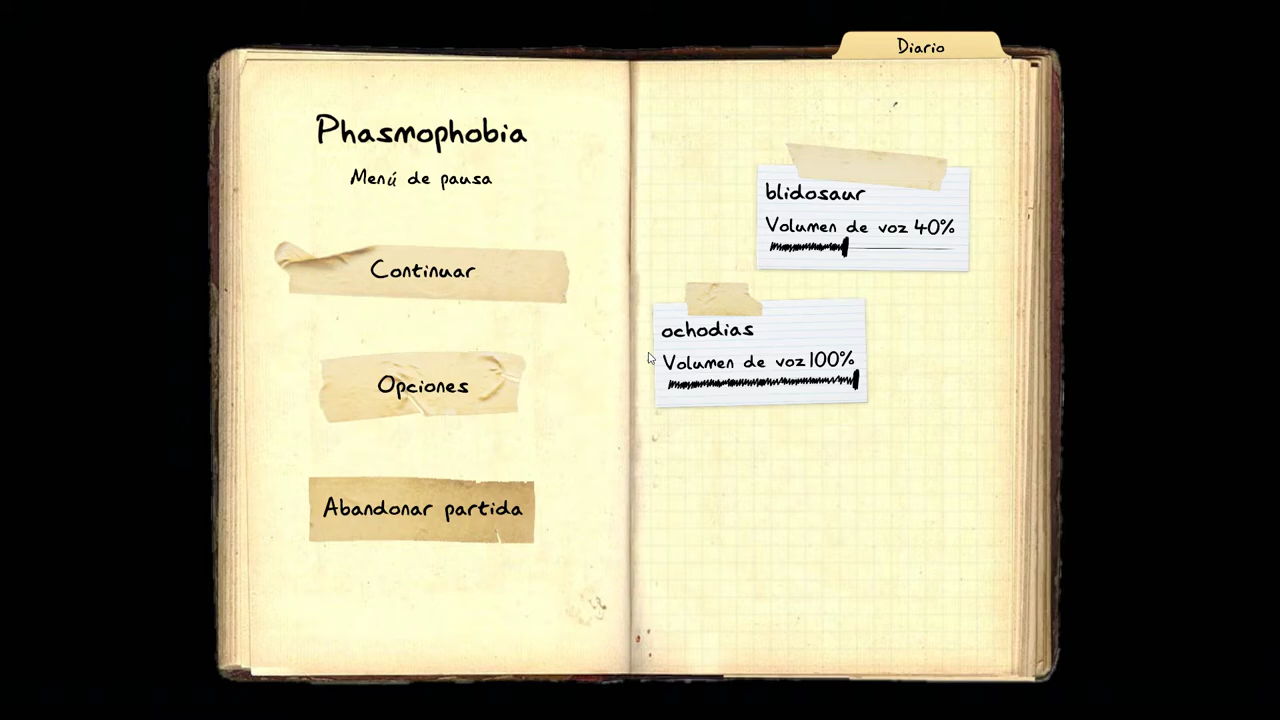 Diario
Phasmophobia
Menú de pausa
Continuar
Opciones
Abandonar partida
blidosaur
Volumen de voz 40%
ochodias
Volumen de voz 100%